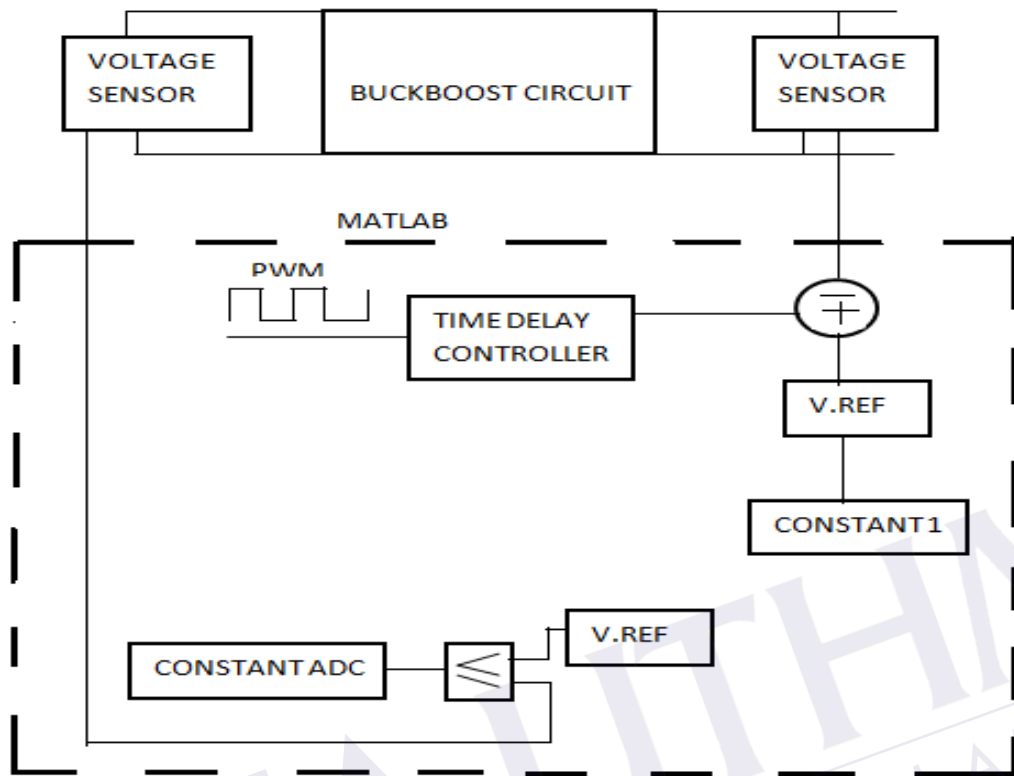 VOLTAGE
SENSOR
BUCKBOOST CIRCUIT
VOLTAGE
SENSOR
MATLAB
PWM
TIME DELAY
CONTROLLER
V.REF
CONSTANT1
V.REF
CONSTANT ADC